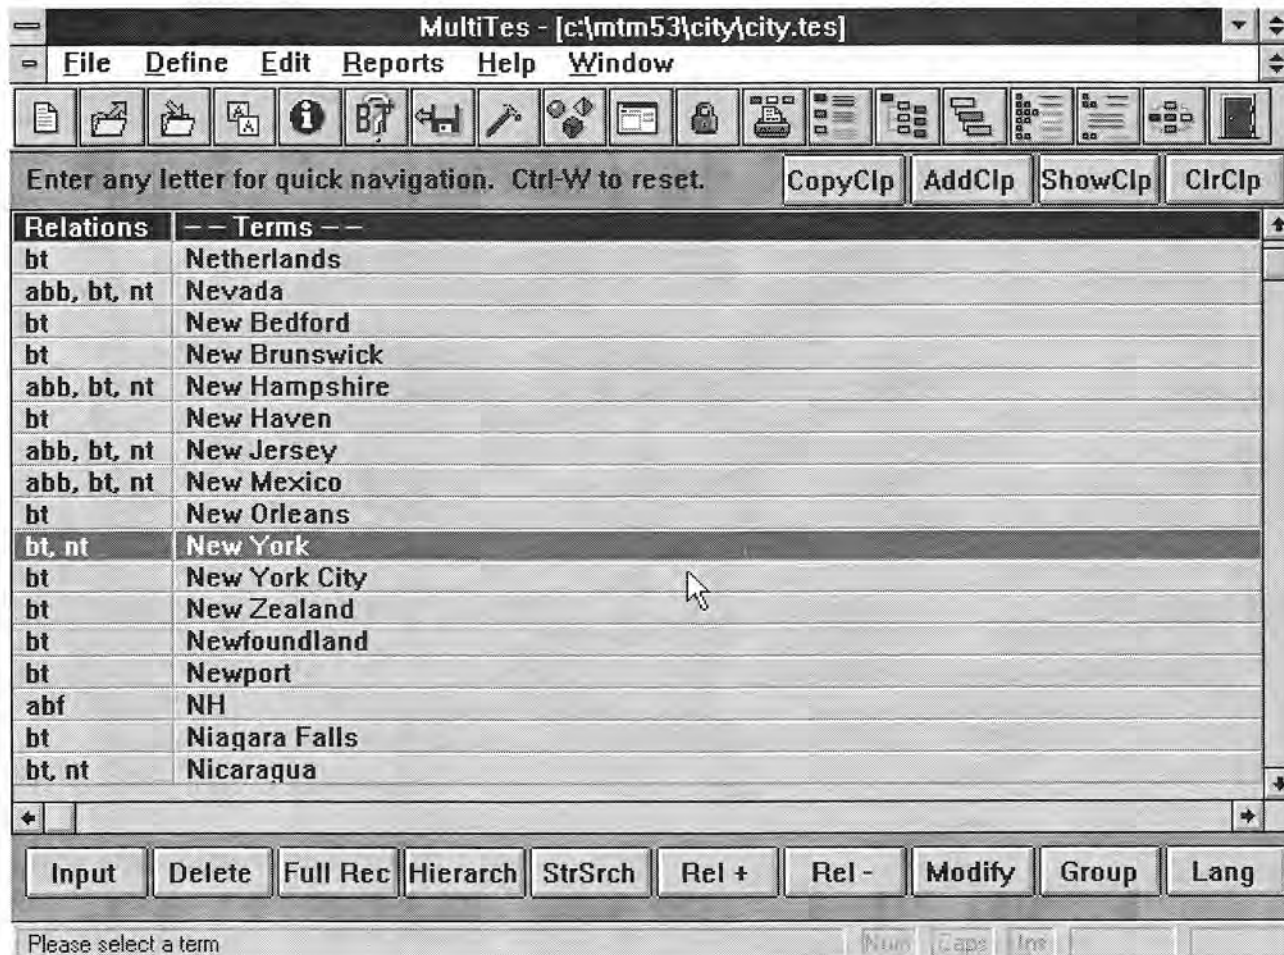 MultiTes - [c:\mtm53\city\city.tes]
File Define Edit Reports Help Window
Enter any letter for quick navigation. Ctrl-W to reset. CopyClp AddClp ShowClp ClrClp
Relations -- Terms --
bt Netherlands
abb, bt, nt Nevada
bt New Bedford
bt New Brunswick
abb, bt, nt New Hampshire
bt New Haven
abb, bt, nt New Jersey
abb, bt, nt New Mexico
bt New Orleans
bt, nt New York
bt New York City
bt New Zealand
bt Newfoundland
bt Newport
abf NH
bt Niagara Falls
bt, nt Nicaragua
Input Delete Full Rec Hierarch StrSrch Rel + Rel - Modify Group Lang
Please select a term Num Caps Ins